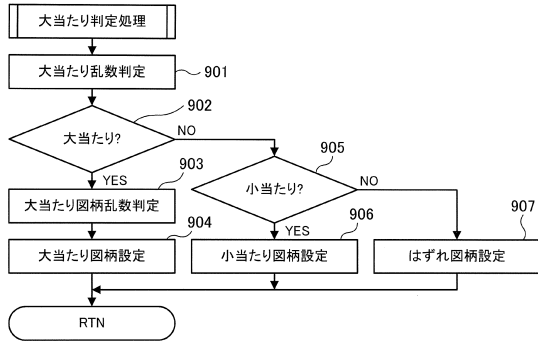 大当たり判定処理
大当たり乱数判定
901
902
大当たり?
NO
905
YES
903
小当たり?
NO
大当たり図柄乱数判定
904
YES
906
907
大当たり図柄設定
小当たり図柄設定
はずれ図柄設定
RTN